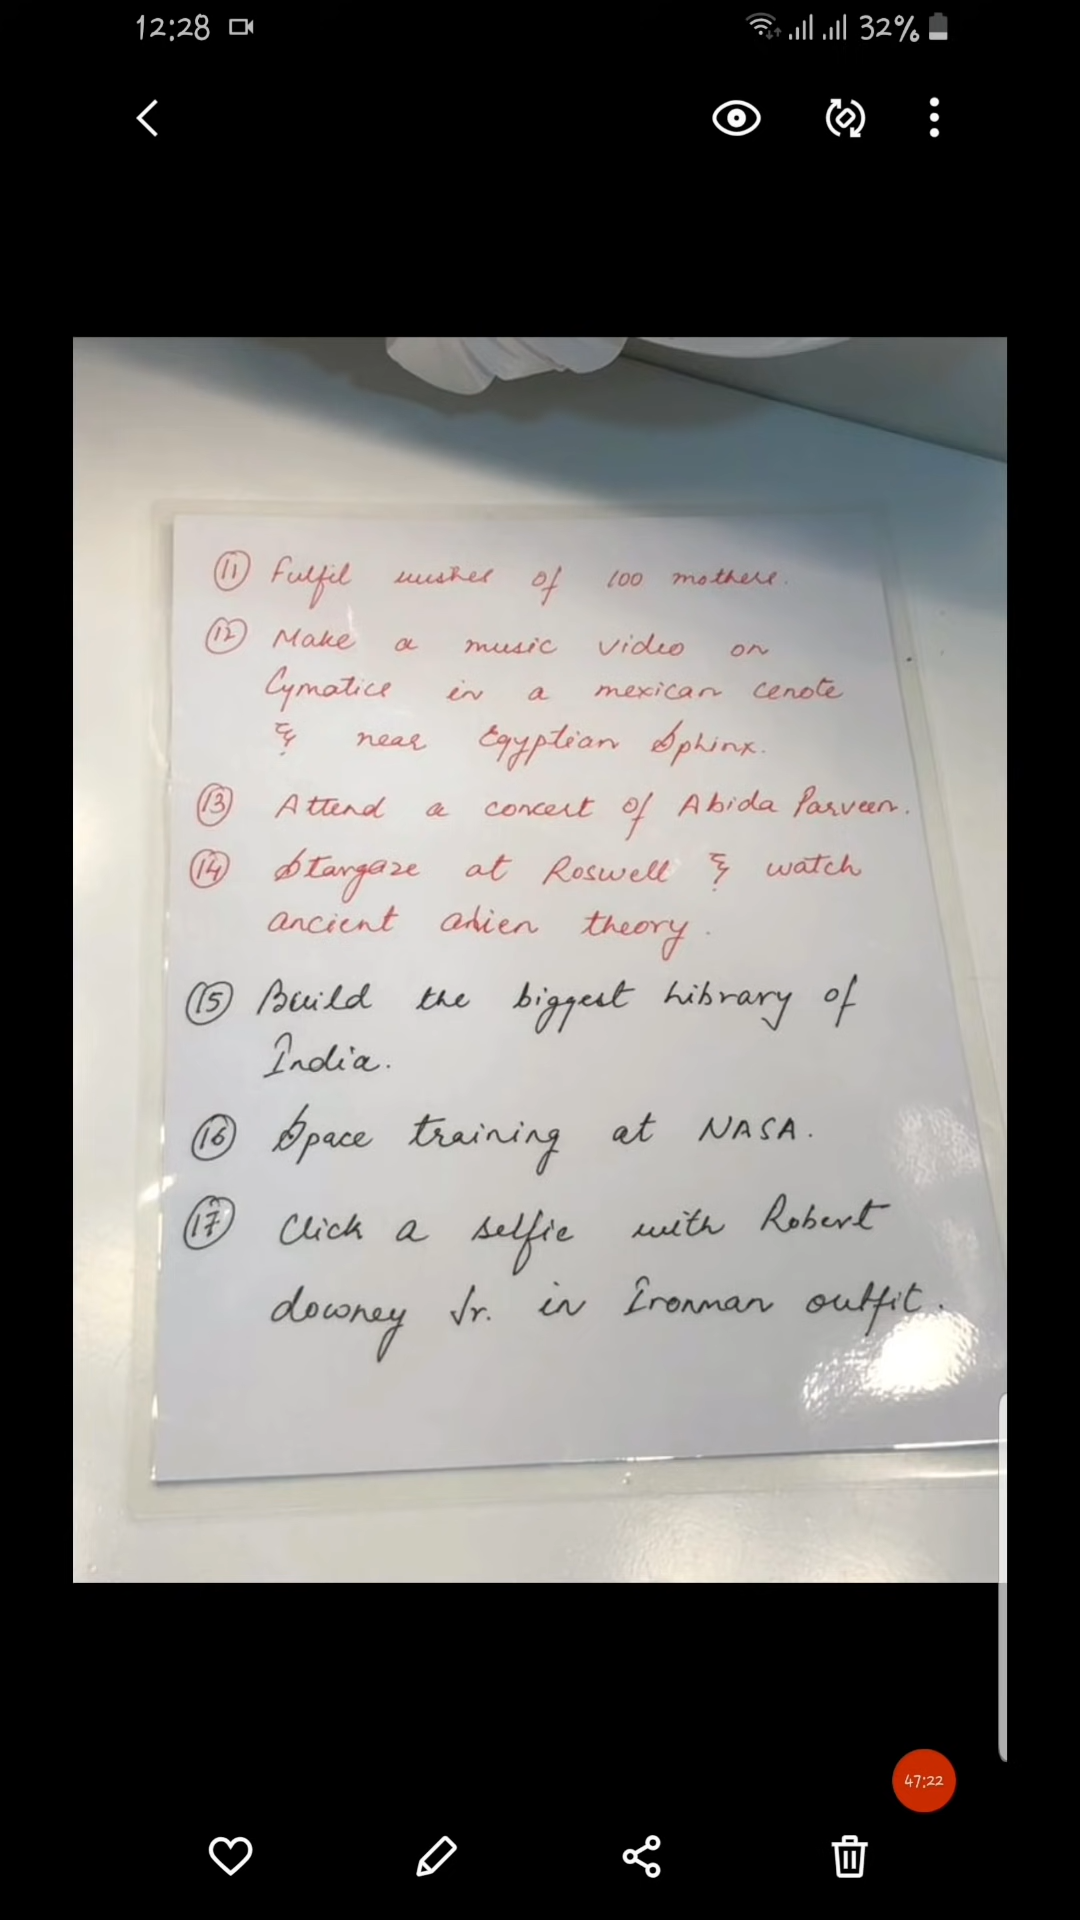 12:28 32%
(11) Fulfil wishes of 100 mothers.
(12) Make a music video on
Cymatics in a mexican cenote
& near Egyptian Sphinx.
(13) Attend a concert of Abida Parveen.
(14) Stargaze at Roswell & watch
ancient alien theory.
(15) Build the biggest library of
India.
(16) Space training at NASA.
(17) Click a selfie with Robert
downey Jr. in Ironman outfit.
47:22